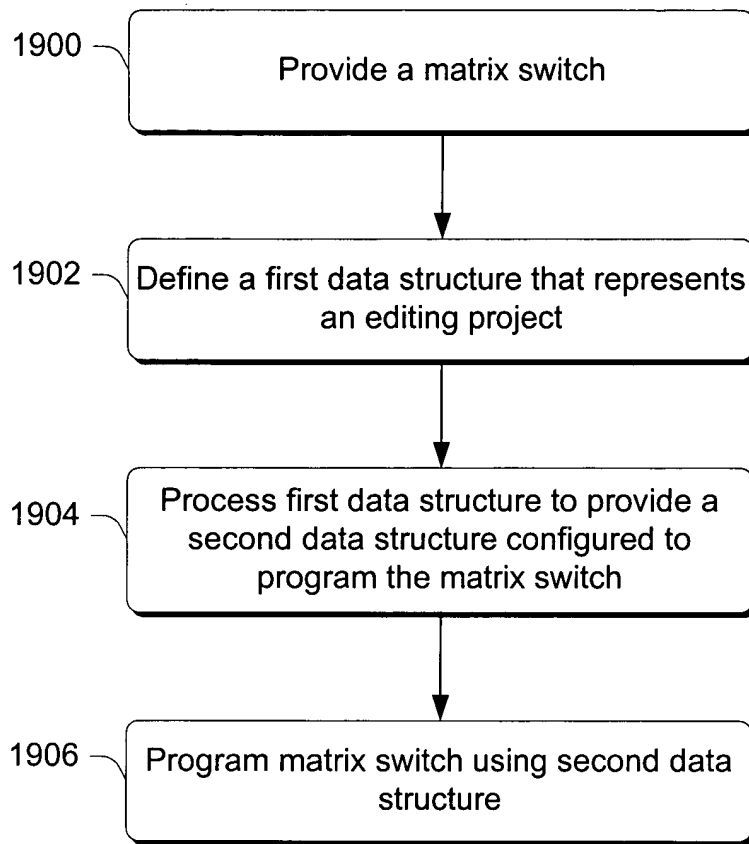 1900
Provide a matrix switch
1902
Define a first data structure that represents
an editing project
1904
Process first data structure to provide a
second data structure configured to
program the matrix switch
1906
Program matrix switch using second data
structure